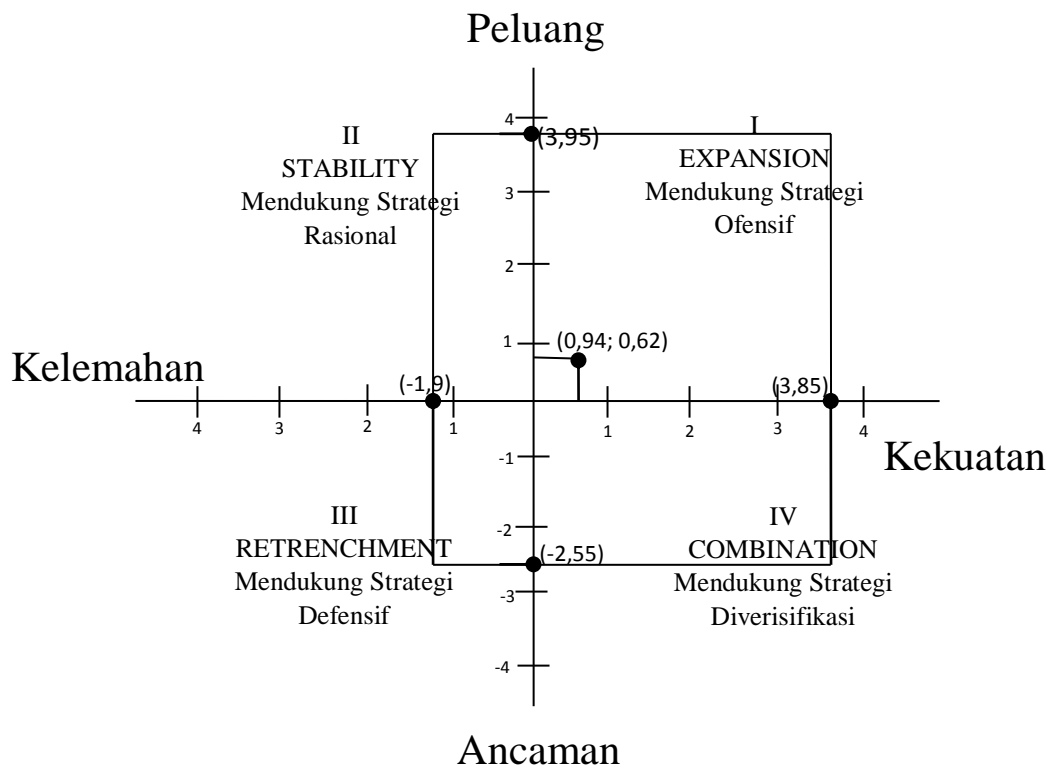 Peluang
4
(3,95)
II
STABILITY
Mendukung Strategi
Rasional
I
EXPANSION
Mendukung Strategi
Ofensif
3
2
1
(0,94; 0,62)
Kelemahan
(-1,9)
(3,85)
4
3
2
1
1
2
3
4
Kekuatan
-1
-2
(-2,55)
-3
-4
III
RETRENCHMENT
Mendukung Strategi
Defensif
IV
COMBINATION
Mendukung Strategi
Diverisifikasi
Ancaman